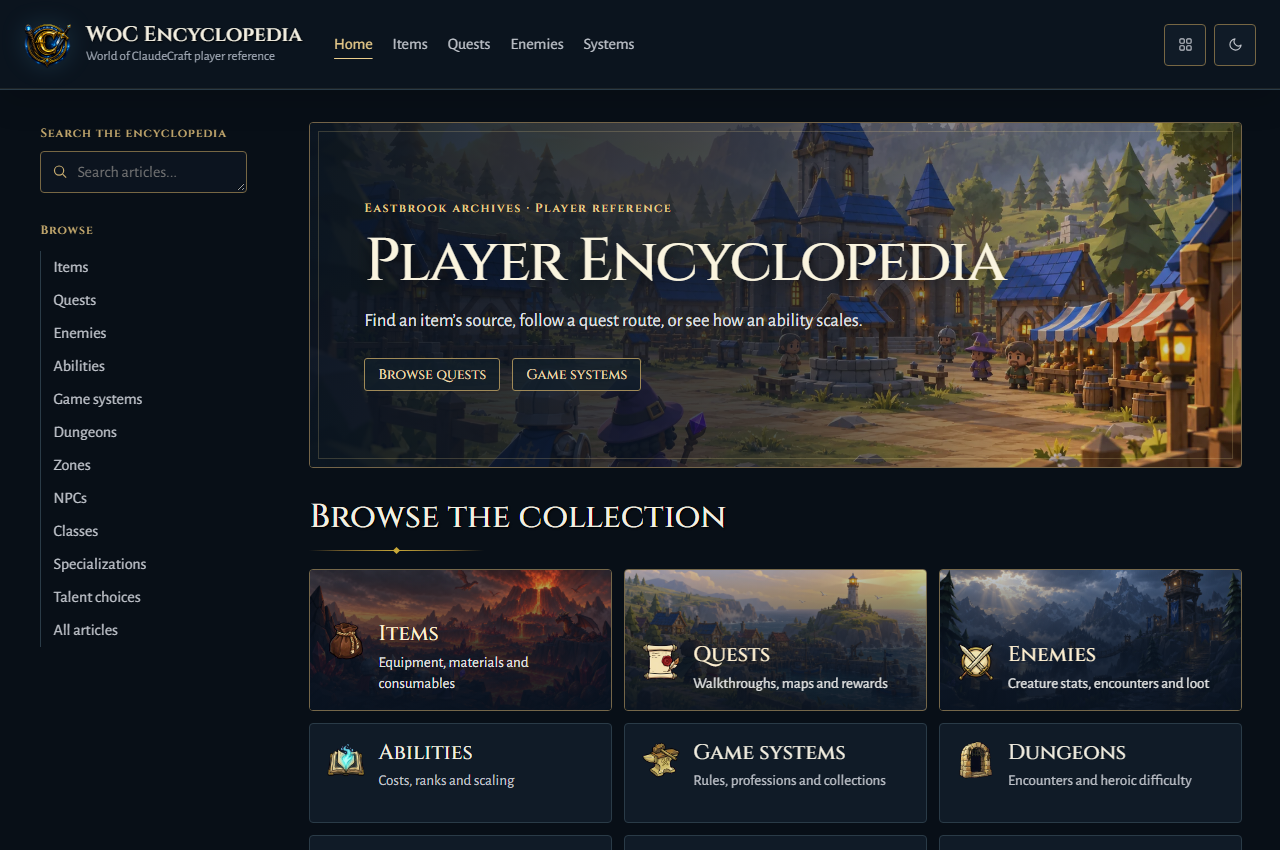 WoC Encyclopedia
World of ClaudeCraft player reference
Home
Items
Quests
Enemies
Systems
Search the encyclopedia
Search articles...
Browse
Items
Quests
Enemies
Abilities
Game systems
Dungeons
Zones
NPCs
Classes
Specializations
Talent choices
All articles
Eastbrook archives · Player reference
Player Encyclopedia
Find an item’s source, follow a quest route, or see how an ability scales.
Browse quests
Game systems
Browse the collection
Items
Equipment, materials and
consumables
Quests
Walkthroughs, maps and rewards
Enemies
Creature stats, encounters and loot
Abilities
Costs, ranks and scaling
Game systems
Rules, professions and collections
Dungeons
Encounters and heroic difficulty